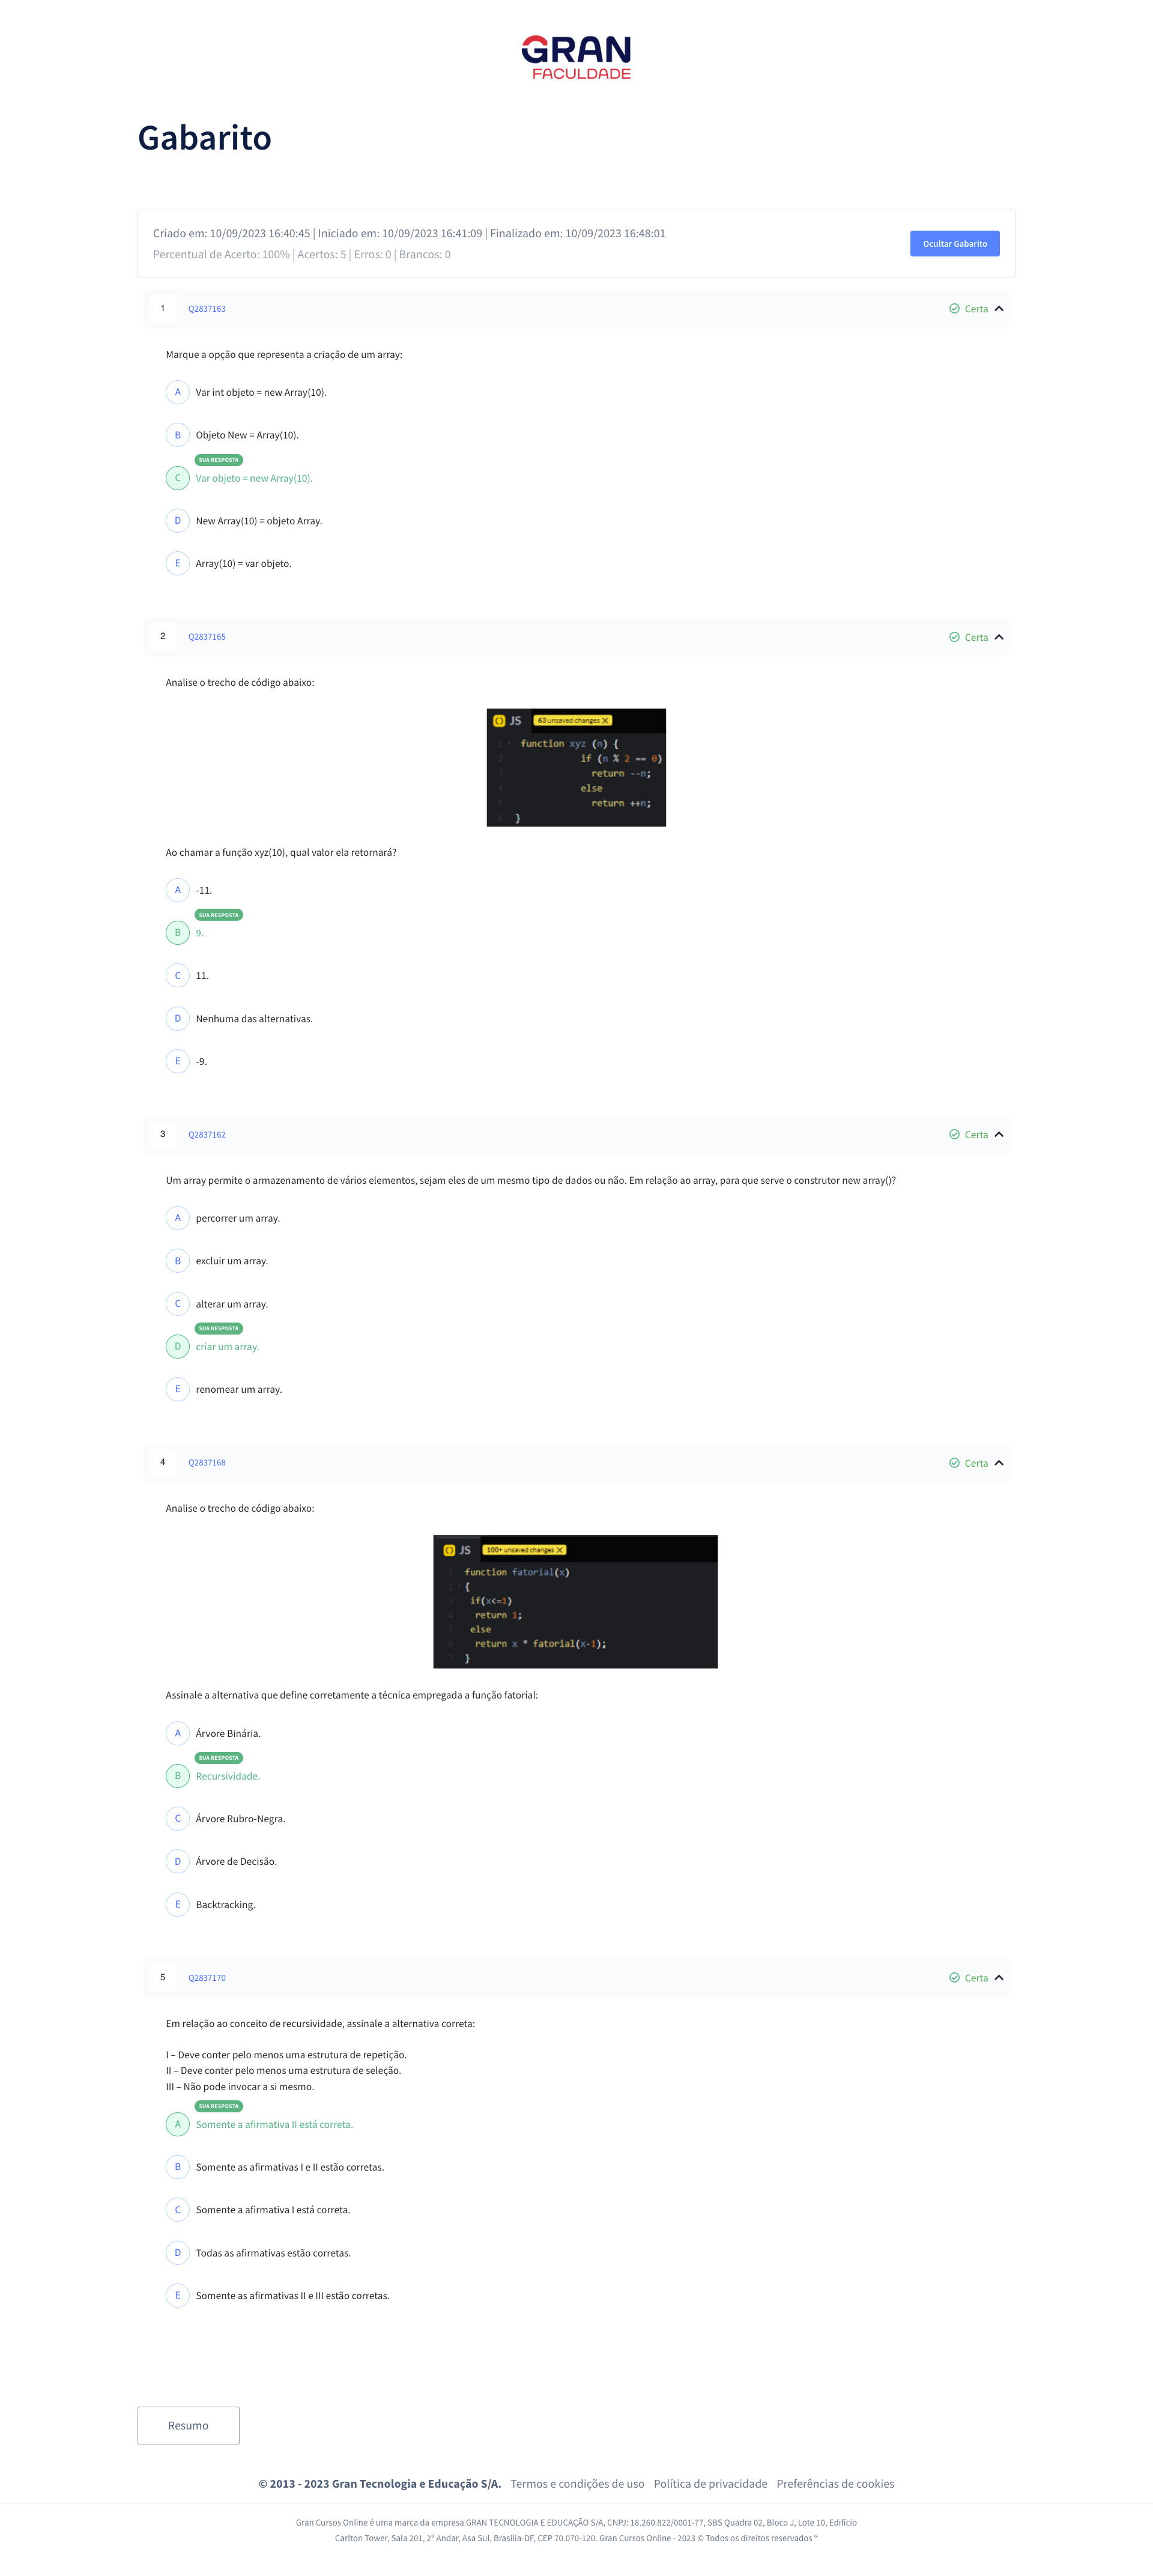 GRAN
FACULDADE
Gabarito
Criado em: 10/09/2023 16:40:45 | Iniciado em: 10/09/2023 16:41:09 | Finalizado em: 10/09/2023 16:48:01
Percentual de Acerto: 100% | Acertos: 5 | Erros: 0 | Brancos: 0
Ocultar Gabarito
1 Q2837163 Certa
Marque a opção que representa a criação de um array:
A Var int objeto = new Array(10).
B Objeto New = Array(10).
SUA RESPOSTA
C Var objeto = new Array(10).
D New Array(10) = objeto Array.
E Array(10) = var objeto.
2 Q2837165 Certa
Analise o trecho de código abaixo:
JS 63 unsaved changes X
1 function xyz (n) {
2 if (n % 2 == 0)
3 return --n;
4 else
5 return ++n;
6 }
Ao chamar a função xyz(10), qual valor ela retornará?
A -11.
SUA RESPOSTA
B 9.
C 11.
D Nenhuma das alternativas.
E -9.
3 Q2837162 Certa
Um array permite o armazenamento de vários elementos, sejam eles de um mesmo tipo de dados ou não. Em relação ao array, para que serve o construtor new array()?
A percorrer um array.
B excluir um array.
C alterar um array.
SUA RESPOSTA
D criar um array.
E renomear um array.
4 Q2837168 Certa
Analise o trecho de código abaixo:
JS 100+ unsaved changes X
1 function fatorial(x)
2 {
3 if(x<=1)
4 return 1;
5 else
6 return x * fatorial(x-1);
7 }
Assinale a alternativa que define corretamente a técnica empregada a função fatorial:
A Árvore Binária.
SUA RESPOSTA
B Recursividade.
C Árvore Rubro-Negra.
D Árvore de Decisão.
E Backtracking.
5 Q2837170 Certa
Em relação ao conceito de recursividade, assinale a alternativa correta:
I – Deve conter pelo menos uma estrutura de repetição.
II – Deve conter pelo menos uma estrutura de seleção.
III – Não pode invocar a si mesmo.
SUA RESPOSTA
A Somente a afirmativa II está correta.
B Somente as afirmativas I e II estão corretas.
C Somente a afirmativa I está correta.
D Todas as afirmativas estão corretas.
E Somente as afirmativas II e III estão corretas.
Resumo
© 2013 - 2023 Gran Tecnologia e Educação S/A. Termos e condições de uso Política de privacidade Preferências de cookies
Gran Cursos Online é uma marca da empresa GRAN TECNOLOGIA E EDUCAÇÃO S/A, CNPJ: 18.260.822/0001-77, SBS Quadra 02, Bloco J, Lote 10, Edifício
Carlton Tower, Sala 201, 2º Andar, Asa Sul, Brasília-DF, CEP 70.070-120. Gran Cursos Online - 2023 © Todos os direitos reservados ®